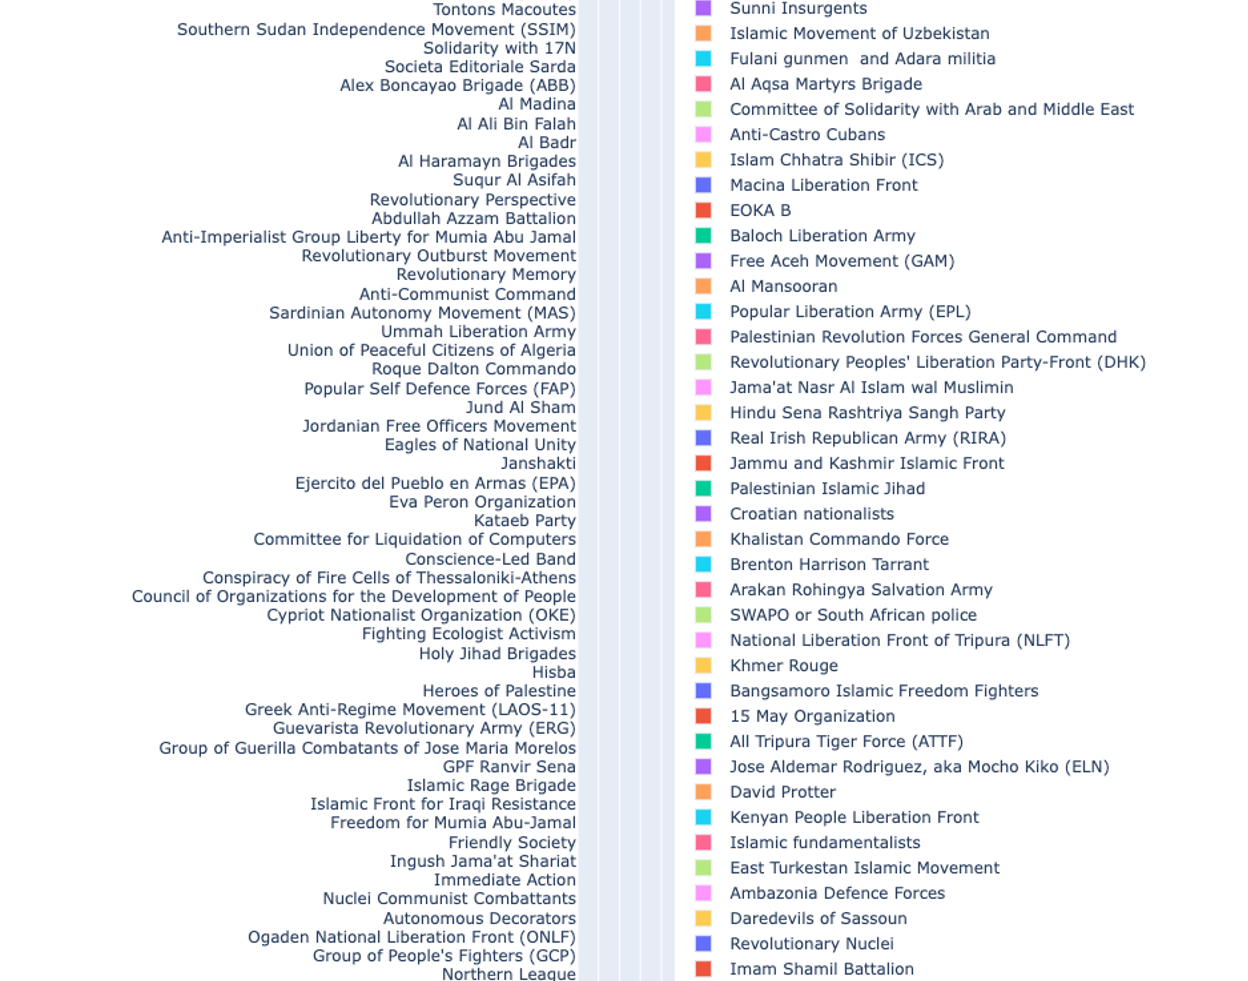 Tontons Macoutes
Southern Sudan Independence Movement (SSIM)
Solidarity with 17N
Societa Editoriale Sarda
Alex Boncayao Brigade (ABB)
Al Madina
Al Ali Bin Falah
Al Badr
Al Haramayn Brigades
Suqur Al Asifah
Revolutionary Perspective
Abdullah Azzam Battalion
Anti-Imperialist Group Liberty for Mumia Abu Jamal
Revolutionary Outburst Movement
Revolutionary Memory
Anti-Communist Command
Sardinian Autonomy Movement (MAS)
Ummah Liberation Army
Union of Peaceful Citizens of Algeria
Roque Dalton Commando
Popular Self Defence Forces (FAP)
Jund Al Sham
Jordanian Free Officers Movement
Eagles of National Unity
Janshakti
Ejercito del Pueblo en Armas (EPA)
Eva Peron Organization
Kataeb Party
Committee for Liquidation of Computers
Conscience-Led Band
Conspiracy of Fire Cells of Thessaloniki-Athens
Council of Organizations for the Development of People
Cypriot Nationalist Organization (OKE)
Fighting Ecologist Activism
Holy Jihad Brigades
Hisba
Heroes of Palestine
Greek Anti-Regime Movement (LAOS-11)
Guevarista Revolutionary Army (ERG)
Group of Guerilla Combatants of Jose Maria Morelos
GPF Ranvir Sena
Islamic Rage Brigade
Islamic Front for Iraqi Resistance
Freedom for Mumia Abu-Jamal
Friendly Society
Ingush Jama'at Shariat
Immediate Action
Nuclei Communist Combattants
Autonomous Decorators
Ogaden National Liberation Front (ONLF)
Group of People's Fighters (GCP)
Northern League
Sunni Insurgents
Islamic Movement of Uzbekistan
Fulani gunmen  and Adara militia
Al Aqsa Martyrs Brigade
Committee of Solidarity with Arab and Middle East
Anti-Castro Cubans
Islam Chhatra Shibir (ICS)
Macina Liberation Front
EOKA B
Baloch Liberation Army
Free Aceh Movement (GAM)
Al Mansooran
Popular Liberation Army (EPL)
Palestinian Revolution Forces General Command
Revolutionary Peoples' Liberation Party-Front (DHK)
Jama'at Nasr Al Islam wal Muslimin
Hindu Sena Rashtriya Sangh Party
Real Irish Republican Army (RIRA)
Jammu and Kashmir Islamic Front
Palestinian Islamic Jihad
Croatian nationalists
Khalistan Commando Force
Brenton Harrison Tarrant
Arakan Rohingya Salvation Army
SWAPO or South African police
National Liberation Front of Tripura (NLFT)
Khmer Rouge
Bangsamoro Islamic Freedom Fighters
15 May Organization
All Tripura Tiger Force (ATTF)
Jose Aldemar Rodriguez, aka Mocho Kiko (ELN)
David Protter
Kenyan People Liberation Front
Islamic fundamentalists
East Turkestan Islamic Movement
Ambazonia Defence Forces
Daredevils of Sassoun
Revolutionary Nuclei
Imam Shamil Battalion